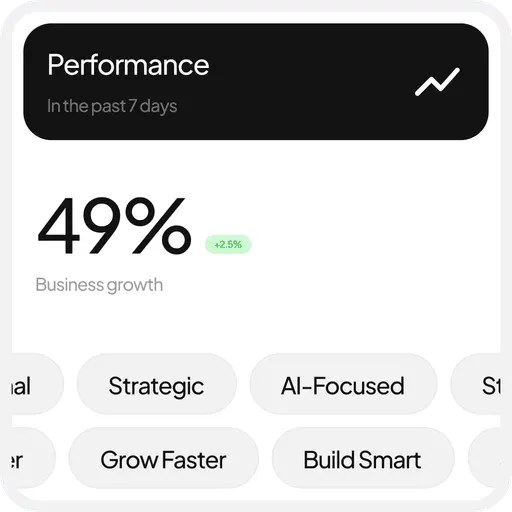 Performance
In the past 7 days
49%
+2.5%
Business growth
Strategic
AI-Focused
Grow Faster
Build Smart